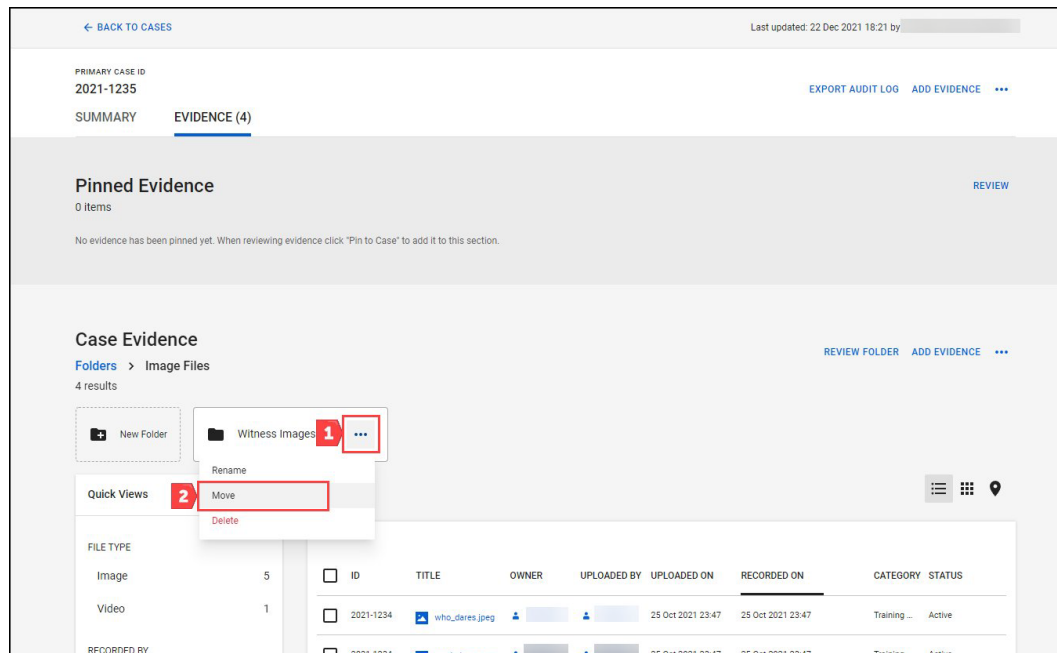 ← BACK TO CASES
Last updated: 22 Dec 2021 18:21 by
PRIMARY CASE ID
2021-1235
EXPORT AUDIT LOG ADD EVIDENCE •••
SUMMARY EVIDENCE (4)
Pinned Evidence
REVIEW
0 items
No evidence has been pinned yet. When reviewing evidence click "Pin to Case" to add it to this section.
Case Evidence
REVIEW FOLDER ADD EVIDENCE •••
Folders > Image Files
4 results
New Folder
Witness Images 1 •••
Rename
Quick Views
2 Move
Delete
FILE TYPE
Image 5
Video 1
RECORDED BY
ID TITLE OWNER UPLOADED BY UPLOADED ON RECORDED ON CATEGORY STATUS
2021-1234 who_dares.jpeg 25 Oct 2021 23:47 25 Oct 2021 23:47 Training ... Active